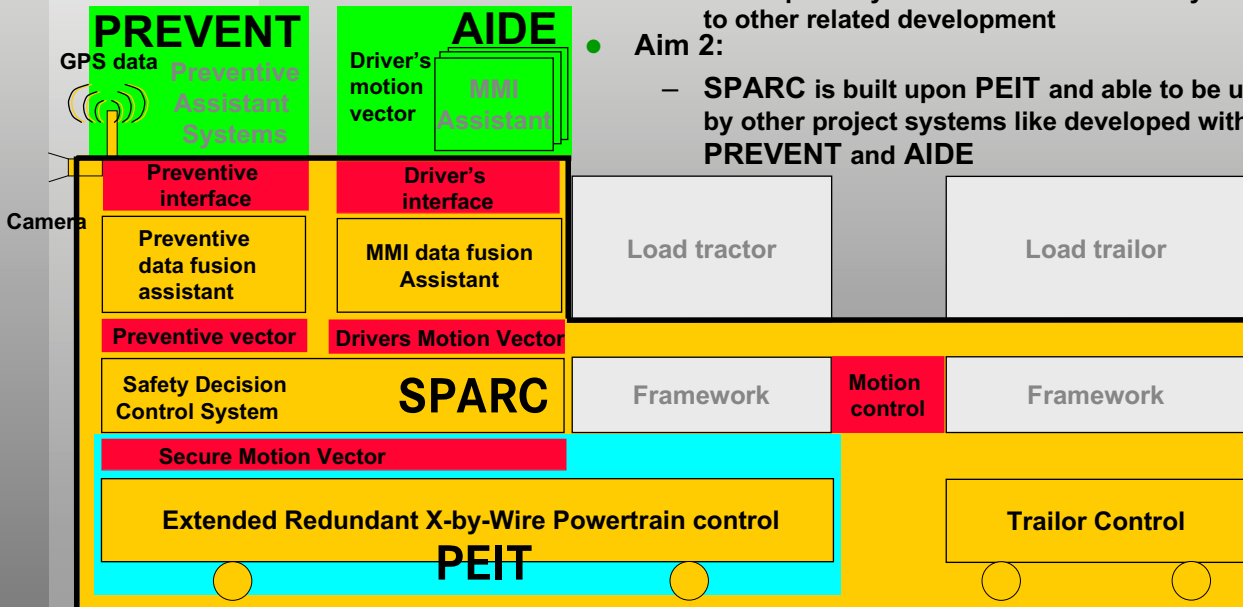 to other related development
Aim 2:
– SPARC is built upon PEIT and able to be
by other project systems like developed
PREVENT and AIDE
PREVENT
GPS data
Preventive
Assistant
Systems
AIDE
Driver's
motion
vector
MMI
Assistant
Preventive
interface
Driver's
interface
Camera
Preventive
data fusion
assistant
MMI data fusion
Assistant
Load tractor
Load trailor
Preventive vector
Drivers Motion Vector
Safety Decision
Control System
SPARC
Framework
Motion
control
Framework
Secure Motion Vector
Extended Redundant X-by-Wire Powertrain control
PEIT
Trailor Control